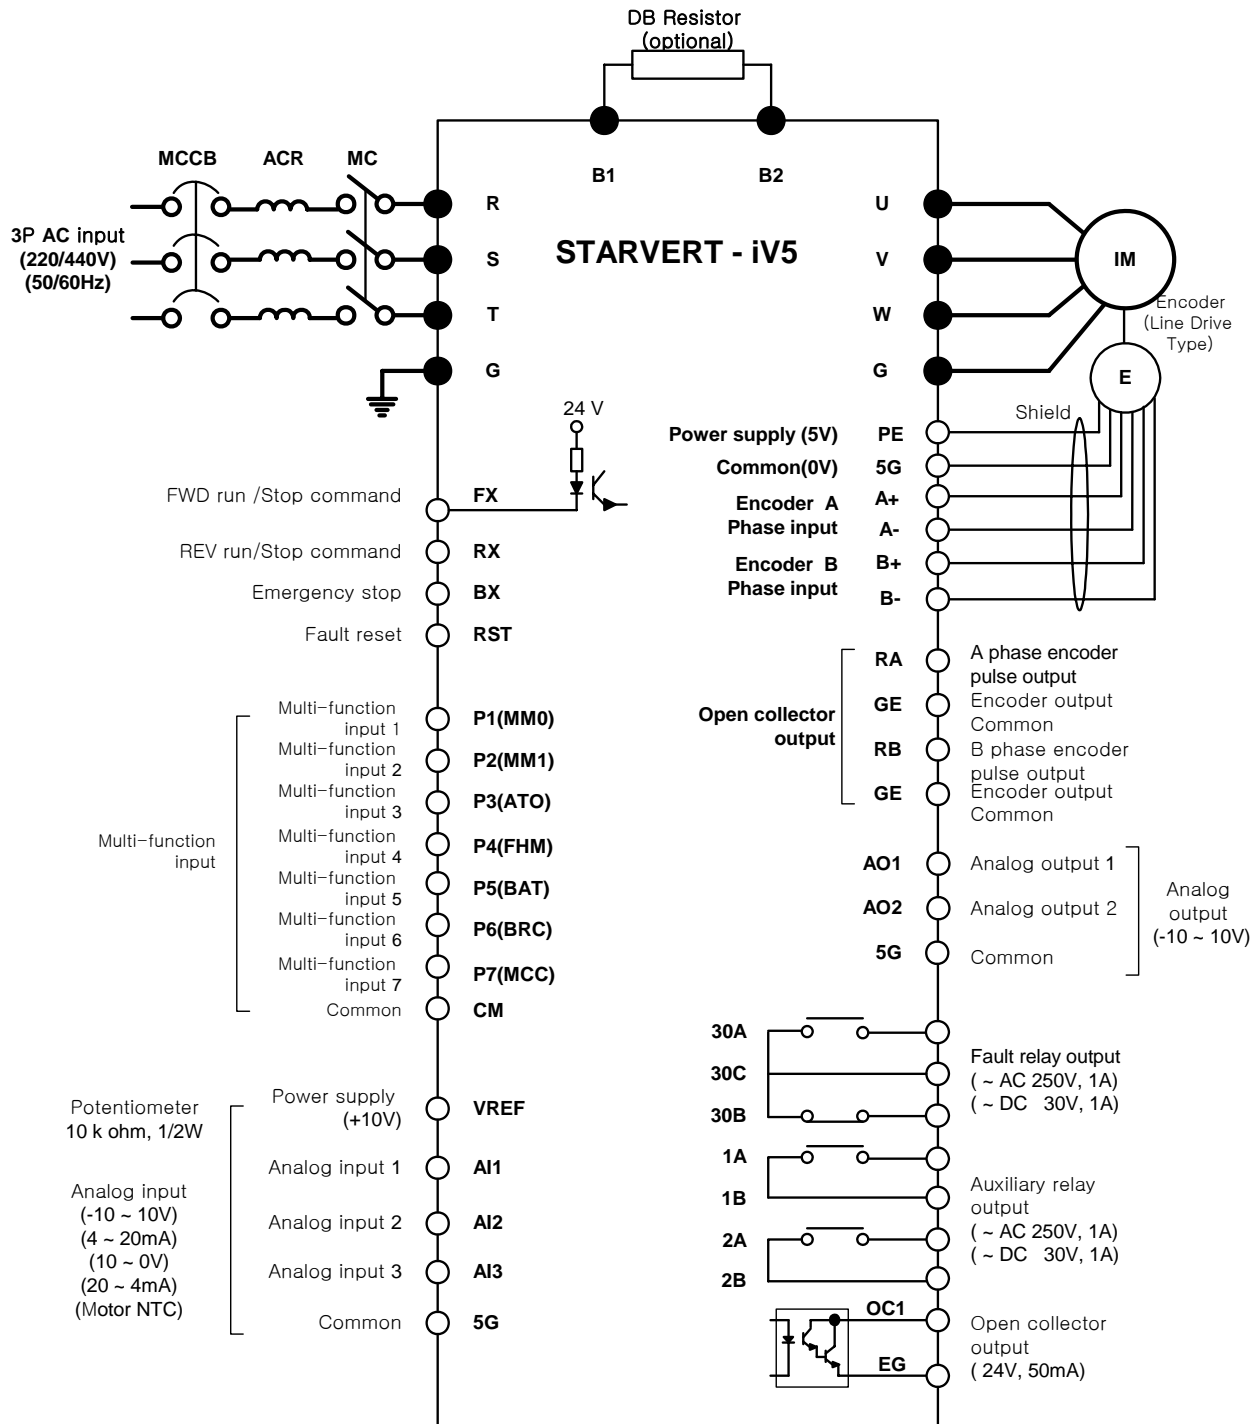 DB Resistor
(optional)
MCCB ACR MC
B1 B2
3P AC input
(220/440V)
(50/60Hz)
R
S
T
G
STARVERT - iV5
U
V
W
G
IM
Encoder
(Line Drive
Type)
E
Shield
24 V
Power supply (5V) PE
Common(0V) 5G
Encoder A
Phase input
A+
A-
Encoder B
Phase input
B+
B-
FWD run /Stop command FX
REV run/Stop command RX
Emergency stop BX
Fault reset RST
Open collector
output
RA A phase encoder
pulse output
GE Encoder output
Common
RB B phase encoder
pulse output
GE Encoder output
Common
Multi-function
input
Multi-function
input 1
P1(MM0)
Multi-function
input 2
P2(MM1)
Multi-function
input 3
P3(ATO)
Multi-function
input 4
P4(FHM)
Multi-function
input 5
P5(BAT)
Multi-function
input 6
P6(BRC)
Multi-function
input 7
P7(MCC)
Common CM
AO1 Analog output 1
AO2 Analog output 2
5G Common
Analog
output
(-10 ~ 10V)
30A
30C
30B
Fault relay output
( ~ AC 250V, 1A)
( ~ DC 30V, 1A)
1A
1B
2A
2B
Auxiliary relay
output
( ~ AC 250V, 1A)
( ~ DC 30V, 1A)
OC1
EG
Open collector
output
( 24V, 50mA)
Potentiometer
10 k ohm, 1/2W
Analog input
(-10 ~ 10V)
(4 ~ 20mA)
(10 ~ 0V)
(20 ~ 4mA)
(Motor NTC)
Power supply
(+10V)
VREF
Analog input 1 AI1
Analog input 2 AI2
Analog input 3 AI3
Common 5G